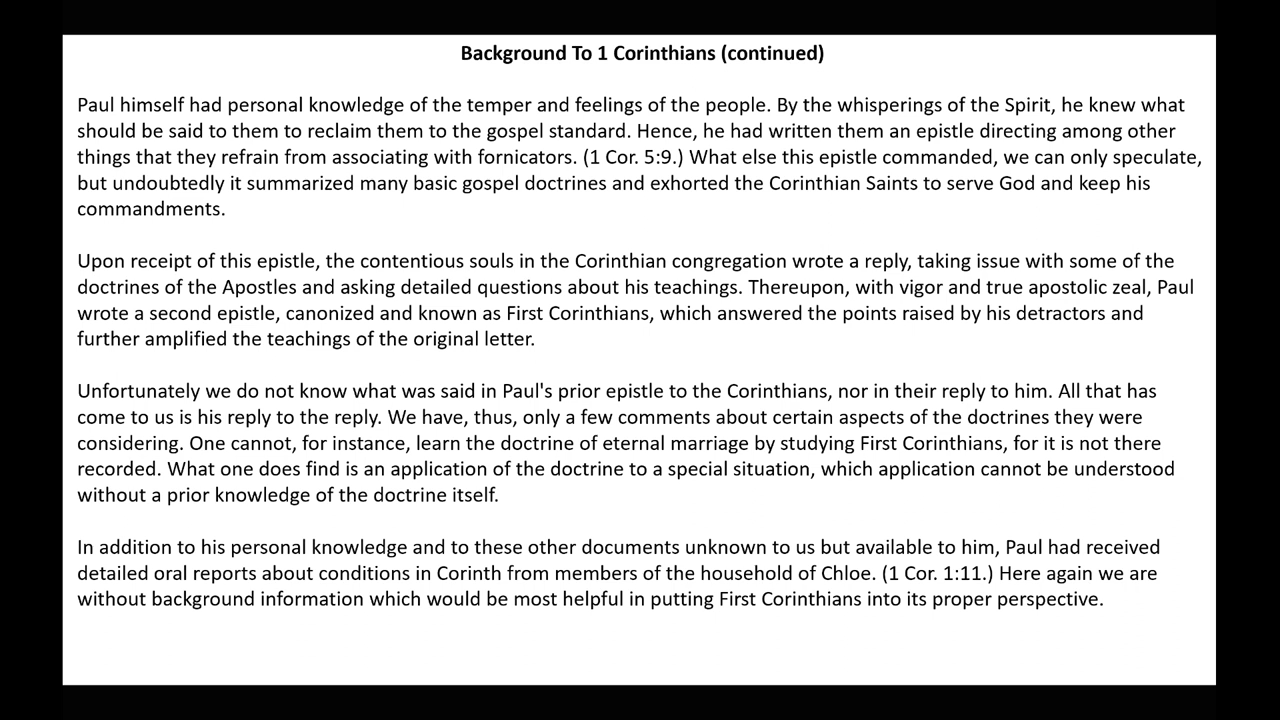 Background To 1 Corinthians (continued)
Paul himself had personal knowledge of the temper and feelings of the people. By the whisperings of the Spirit, he knew what
should be said to them to reclaim them to the gospel standard. Hence, he had written them an epistle directing among other
things that they refrain from associating with fornicators. (1 Cor. 5:9.) What else this epistle commanded, we can only speculate,
but undoubtedly it summarized many basic gospel doctrines and exhorted the Corinthian Saints to serve God and keep his
commandments.
Upon receipt of this epistle, the contentious souls in the Corinthian congregation wrote a reply, taking issue with some of the
doctrines of the Apostles and asking detailed questions about his teachings. Thereupon, with vigor and true apostolic zeal, Paul
wrote a second epistle, canonized and known as First Corinthians, which answered the points raised by his detractors and
further amplified the teachings of the original letter.
Unfortunately we do not know what was said in Paul's prior epistle to the Corinthians, nor in their reply to him. All that has
come to us is his reply to the reply. We have, thus, only a few comments about certain aspects of the doctrines they were
considering. One cannot, for instance, learn the doctrine of eternal marriage by studying First Corinthians, for it is not there
recorded. What one does find is an application of the doctrine to a special situation, which application cannot be understood
without a prior knowledge of the doctrine itself.
In addition to his personal knowledge and to these other documents unknown to us but available to him, Paul had received
detailed oral reports about conditions in Corinth from members of the household of Chloe. (1 Cor. 1:11.) Here again we are
without background information which would be most helpful in putting First Corinthians into its proper perspective.